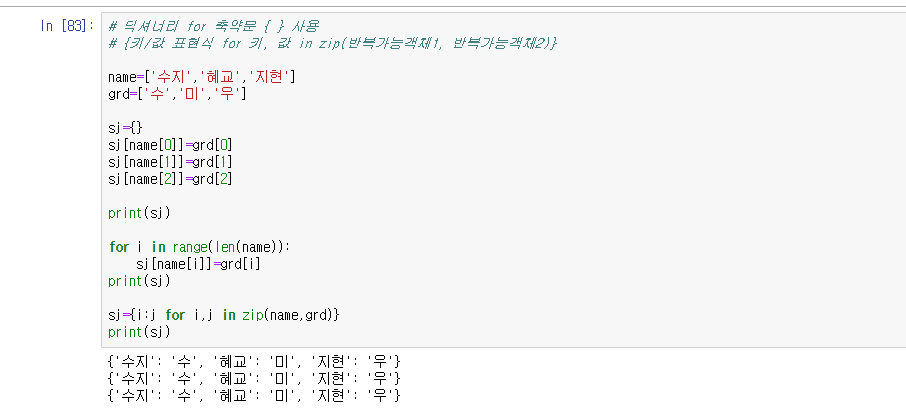 In [83]:
# 딕셔너리 for 축약문 { } 사용
# {키/값 표현식 for 키, 값 in zip(반복가능객체1, 반복가능객체2)}
name=['수지','혜교','지현']
grd=['수','미','우']
sj={}
sj[name[0]]=grd[0]
sj[name[1]]=grd[1]
sj[name[2]]=grd[2]
print(sj)
for i in range(len(name)):
    sj[name[i]]=grd[i]
print(sj)
sj={i:j for i,j in zip(name,grd)}
print(sj)
{'수지': '수', '혜교': '미', '지현': '우'}
{'수지': '수', '혜교': '미', '지현': '우'}
{'수지': '수', '혜교': '미', '지현': '우'}